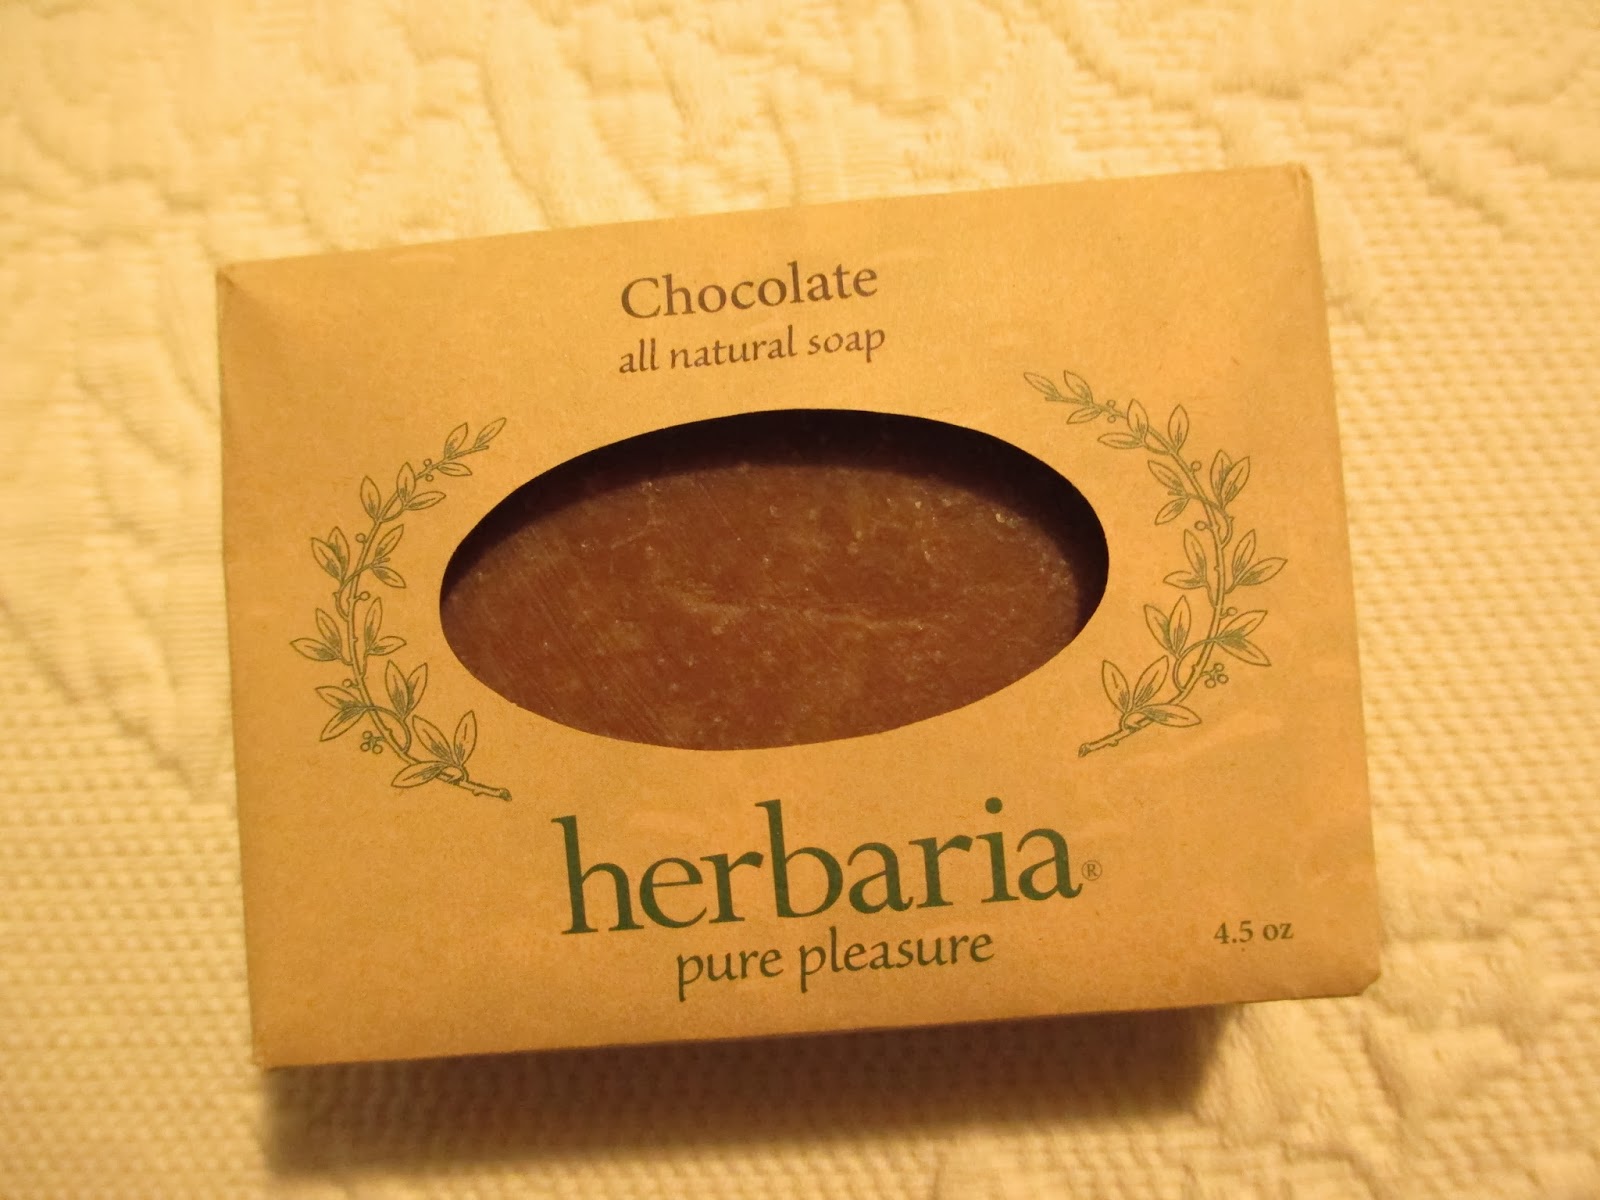 Chocolate
all natural soap
herbaria®
pure pleasure
4.5 oz